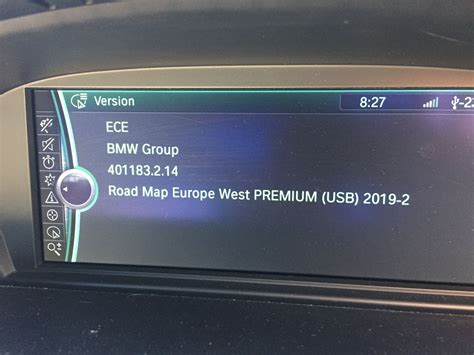 Version 8:27
ECE
BMW Group
401183.2.14
Road Map Europe West PREMIUM (USB) 2019-2